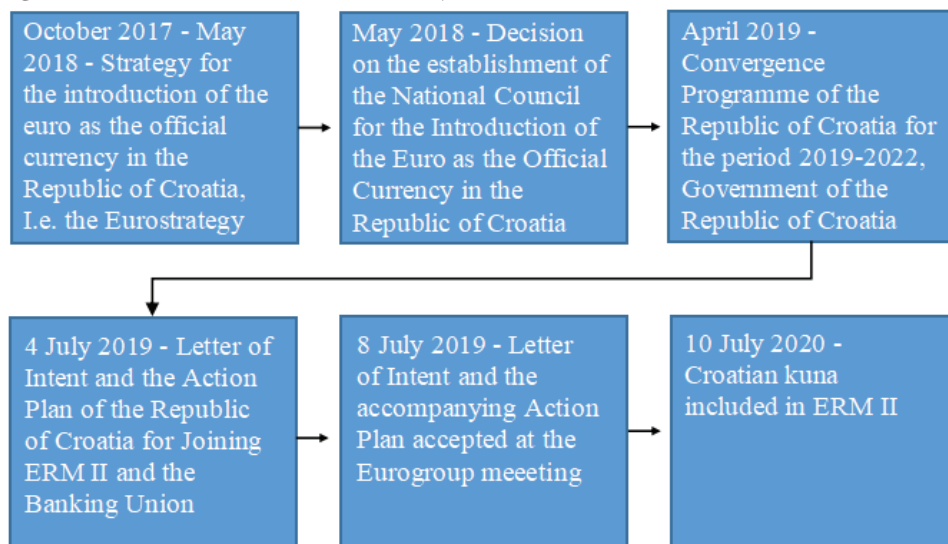 October 2017 - May
2018 - Strategy for
the introduction of the
euro as the official
currency in the
Republic of Croatia,
I.e. the Eurostrategy
May 2018 - Decision
on the establishment of
the National Council
for the Introduction of
the Euro as the Official
Currency in the
Republic of Croatia
April 2019 -
Convergence
Programme of the
Republic of Croatia for
the period 2019-2022,
Government of the
Republic of Croatia
4 July 2019 - Letter of
Intent and the Action
Plan of the Republic
of Croatia for Joining
ERM II and the
Banking Union
8 July 2019 - Letter
of Intent and the
accompanying Action
Plan accepted at the
Eurogroup meeeting
10 July 2020 -
Croatian kuna
included in ERM II